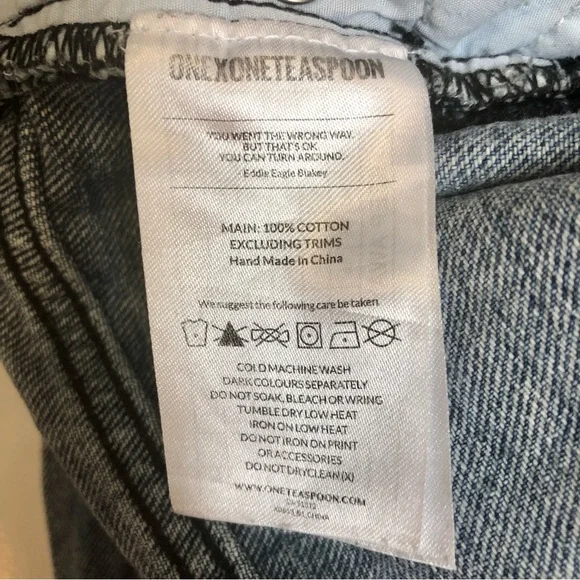 ONEXONETEASPOON
YOU WENT THE WRONG WAY.
BUT THAT'S OK.
YOU CAN TURN AROUND.
Eddie Eagle Blakey
MAIN: 100% COTTON
EXCLUDING TRIMS
Hand Made in China
We suggest the following care be taken
COLD MACHINE WASH
DARK COLOURS SEPARATELY
DO NOT SOAK, BLEACH OR WRING
TUMBLE DRY LOW HEAT
IRON ON LOW HEAT
DO NOT IRON ON PRINT
OR ACCESSORIES
DO NOT DRYCLEAN (X)
WWW.ONETEASPOON.COM
CHINA